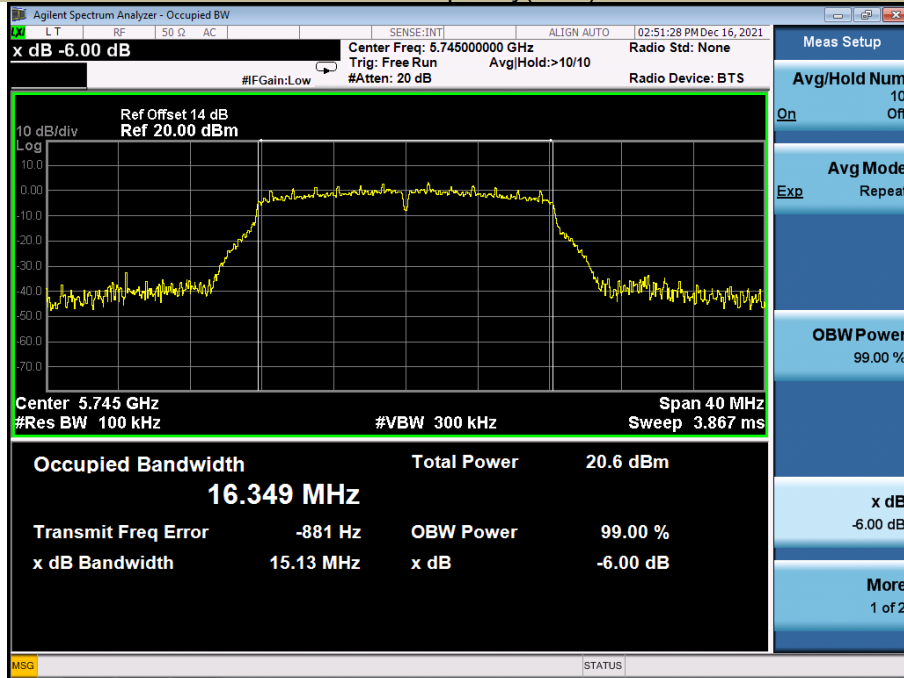 Agilent Spectrum Analyzer - Occupied BW
LXI L T RF 50 Ω AC SENSE:INT ALIGN AUTO 02:51:28 PM Dec 16, 2021
x dB -6.00 dB
Center Freq: 5.745000000 GHz Radio Std: None
Trig: Free Run Avg|Hold:>10/10
#IFGain:Low #Atten: 20 dB Radio Device: BTS
Ref Offset 14 dB
10 dB/div Ref 20.00 dBm
Log
10.0
0.00
-10.0
-20.0
-30.0
-40.0
-50.0
-60.0
-70.0
Center 5.745 GHz Span 40 MHz
#Res BW 100 kHz #VBW 300 kHz Sweep 3.867 ms
Occupied Bandwidth Total Power 20.6 dBm
16.349 MHz
Transmit Freq Error -881 Hz OBW Power 99.00 %
x dB Bandwidth 15.13 MHz x dB -6.00 dB
Meas Setup
Avg/Hold Num
10
On Off
Avg Mode
Exp Repeat
OBW Power
99.00 %
x dB
-6.00 dB
More
1 of 2
MSG STATUS